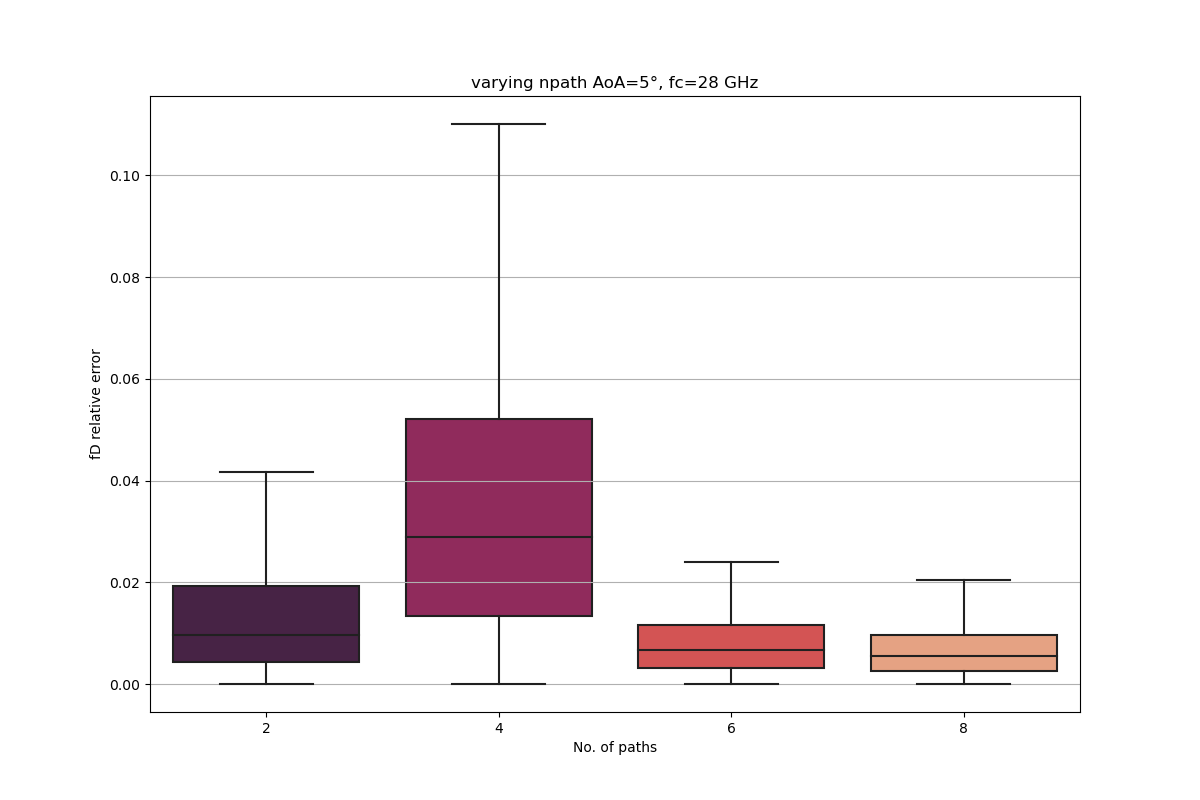 varying npath AoA=5°, fc=28 GHz
fD relative error
0.10
0.08
0.06
0.04
0.02
0.00
2 4 6 8
No. of paths